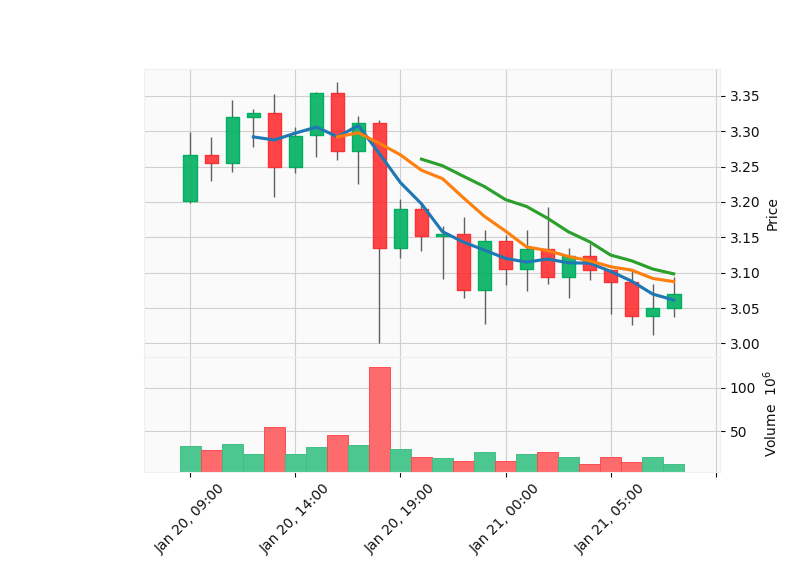 3.35
3.30
3.25
3.20
3.15
3.10
3.05
3.00
Price
100
50
Volume 10^6
Jan 20, 09:00
Jan 20, 14:00
Jan 20, 19:00
Jan 21, 00:00
Jan 21, 05:00